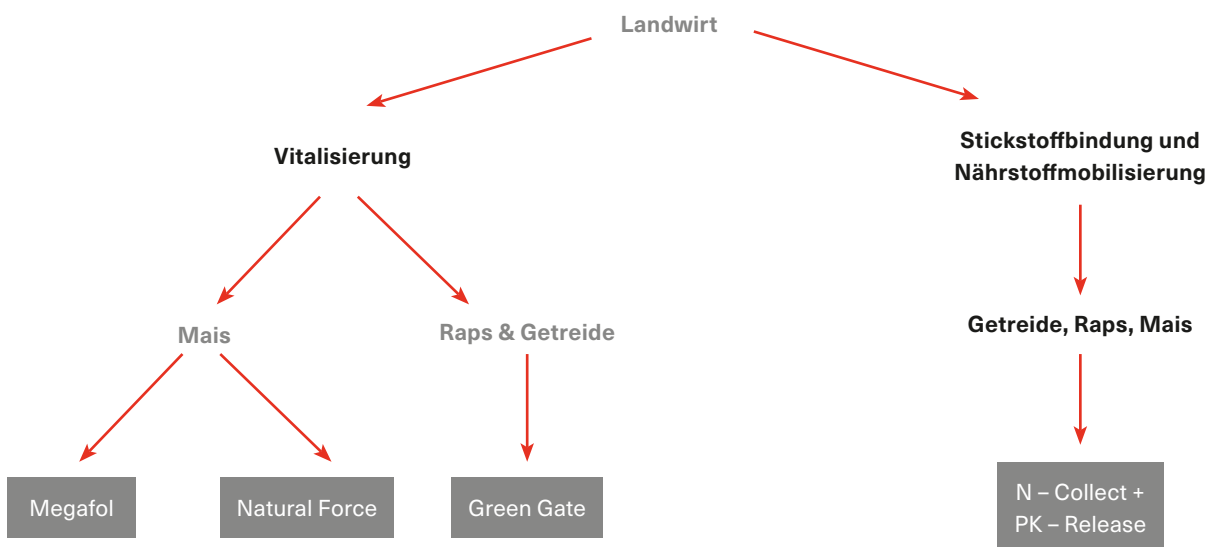 Landwirt
Vitalisierung
Stickstoffbindung und
Nährstoffmobilisierung
Mais
Raps & Getreide
Getreide, Raps, Mais
Megafol
Natural Force
Green Gate
N – Collect +
PK – Release